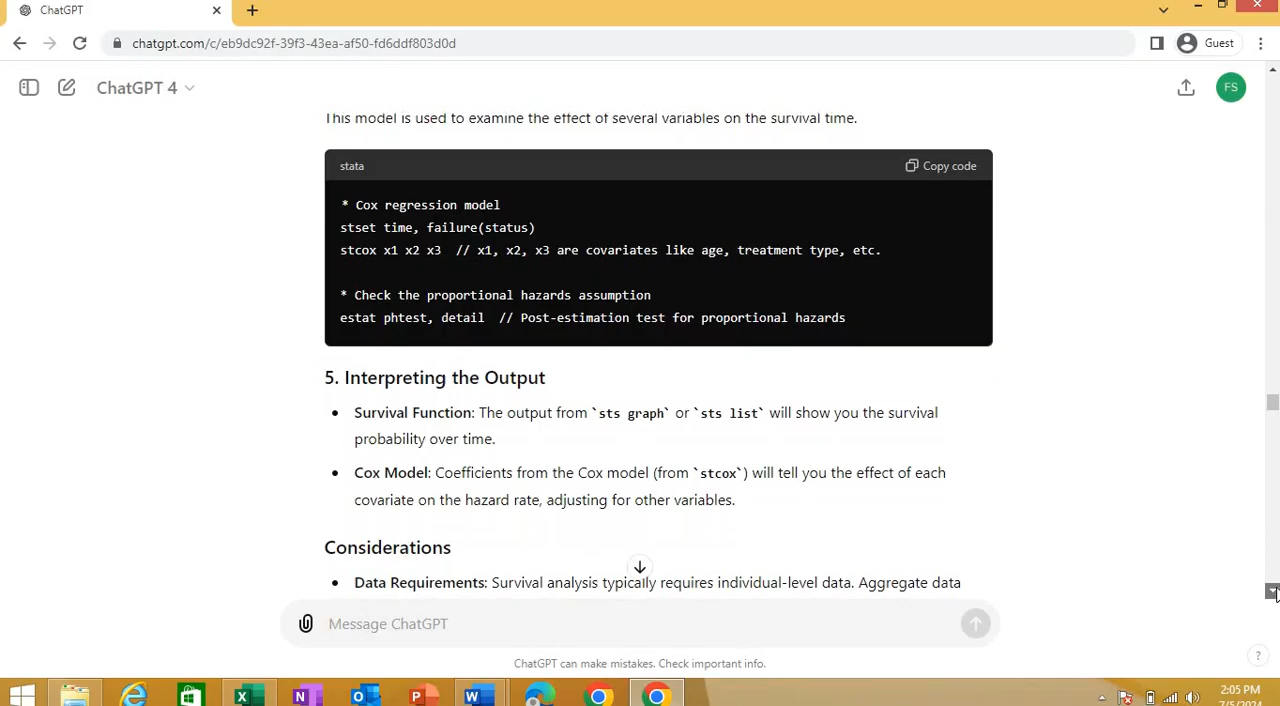 ChatGPT
chatgpt.com/c/eb9dc92f-39f3-43ea-af50-fd6ddf803d0d
Guest
ChatGPT 4
FS
This model is used to examine the effect of several variables on the survival time.
stata
Copy code
* Cox regression model
stset time, failure(status)
stcox x1 x2 x3  // x1, x2, x3 are covariates like age, treatment type, etc.
* Check the proportional hazards assumption
estat phtest, detail  // Post-estimation test for proportional hazards
5. Interpreting the Output
• Survival Function: The output from `sts graph` or `sts list` will show you the survival
probability over time.
• Cox Model: Coefficients from the Cox model (from `stcox`) will tell you the effect of each
covariate on the hazard rate, adjusting for other variables.
Considerations
• Data Requirements: Survival analysis typically requires individual-level data. Aggregate data
Message ChatGPT
ChatGPT can make mistakes. Check important info.
?
2:05 PM
7/5/2024